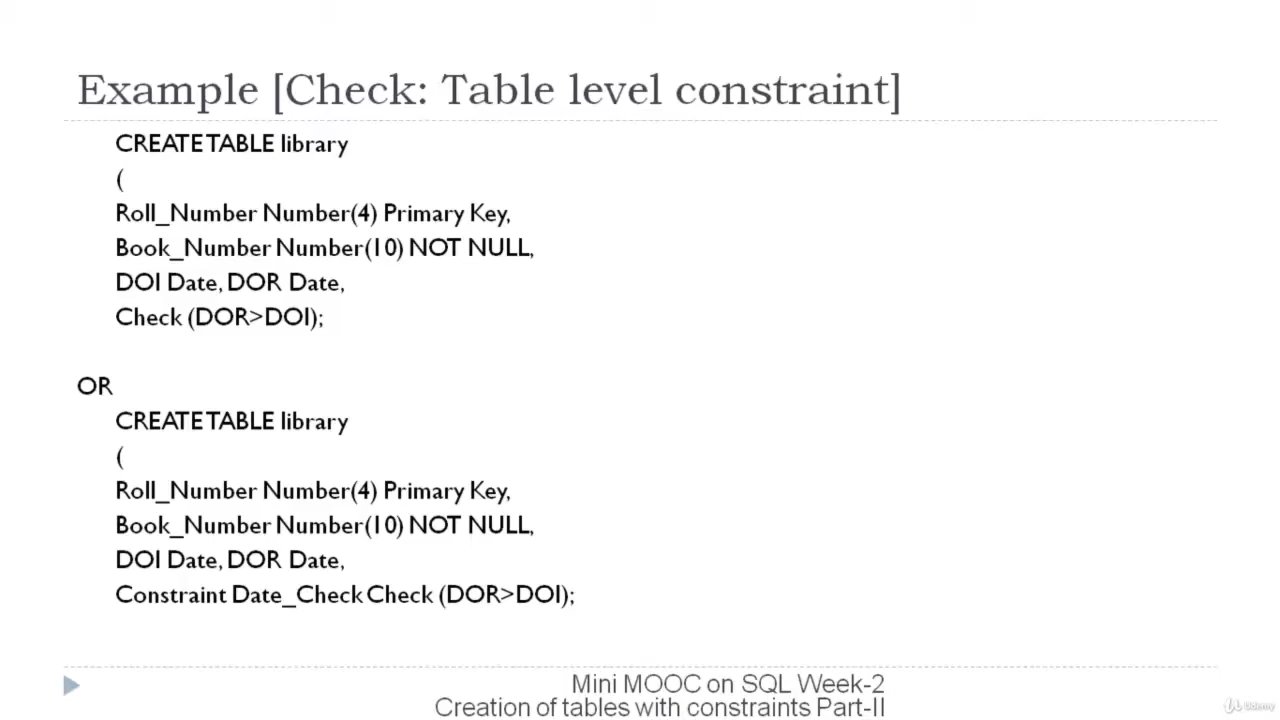 Example [Check: Table level constraint]
CREATE TABLE library
(
Roll_Number Number(4) Primary Key,
Book_Number Number(10) NOT NULL,
DOI Date, DOR Date,
Check (DOR>DOI);
OR
CREATE TABLE library
(
Roll_Number Number(4) Primary Key,
Book_Number Number(10) NOT NULL,
DOI Date, DOR Date,
Constraint Date_Check Check (DOR>DOI);
Mini MOOC on SQL Week-2
Creation of tables with constraints Part-II
Udemy